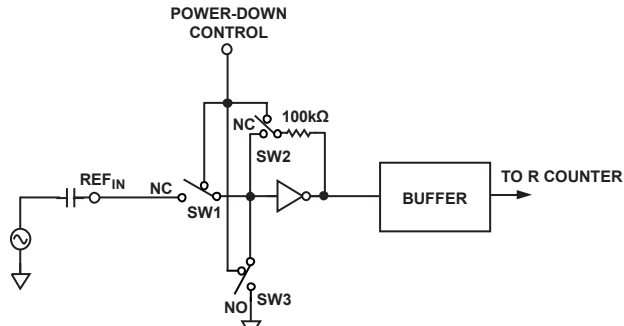 POWER-DOWN
CONTROL
NC
100kΩ
SW2
REFIN
NC
SW1
BUFFER
TO R COUNTER
NO
SW3